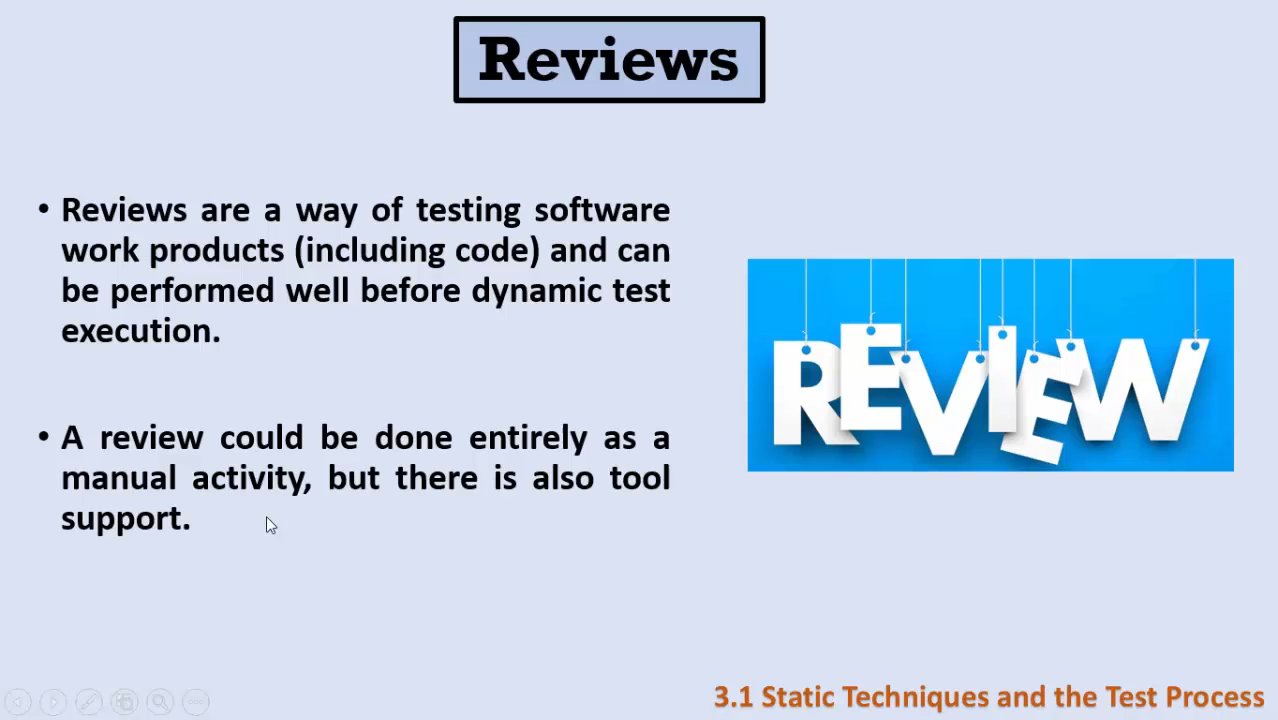 Reviews
• Reviews are a way of testing software
work products (including code) and can
be performed well before dynamic test
execution.
• A review could be done entirely as a
manual activity, but there is also tool
support.
REVIEW
3.1 Static Techniques and the Test Process